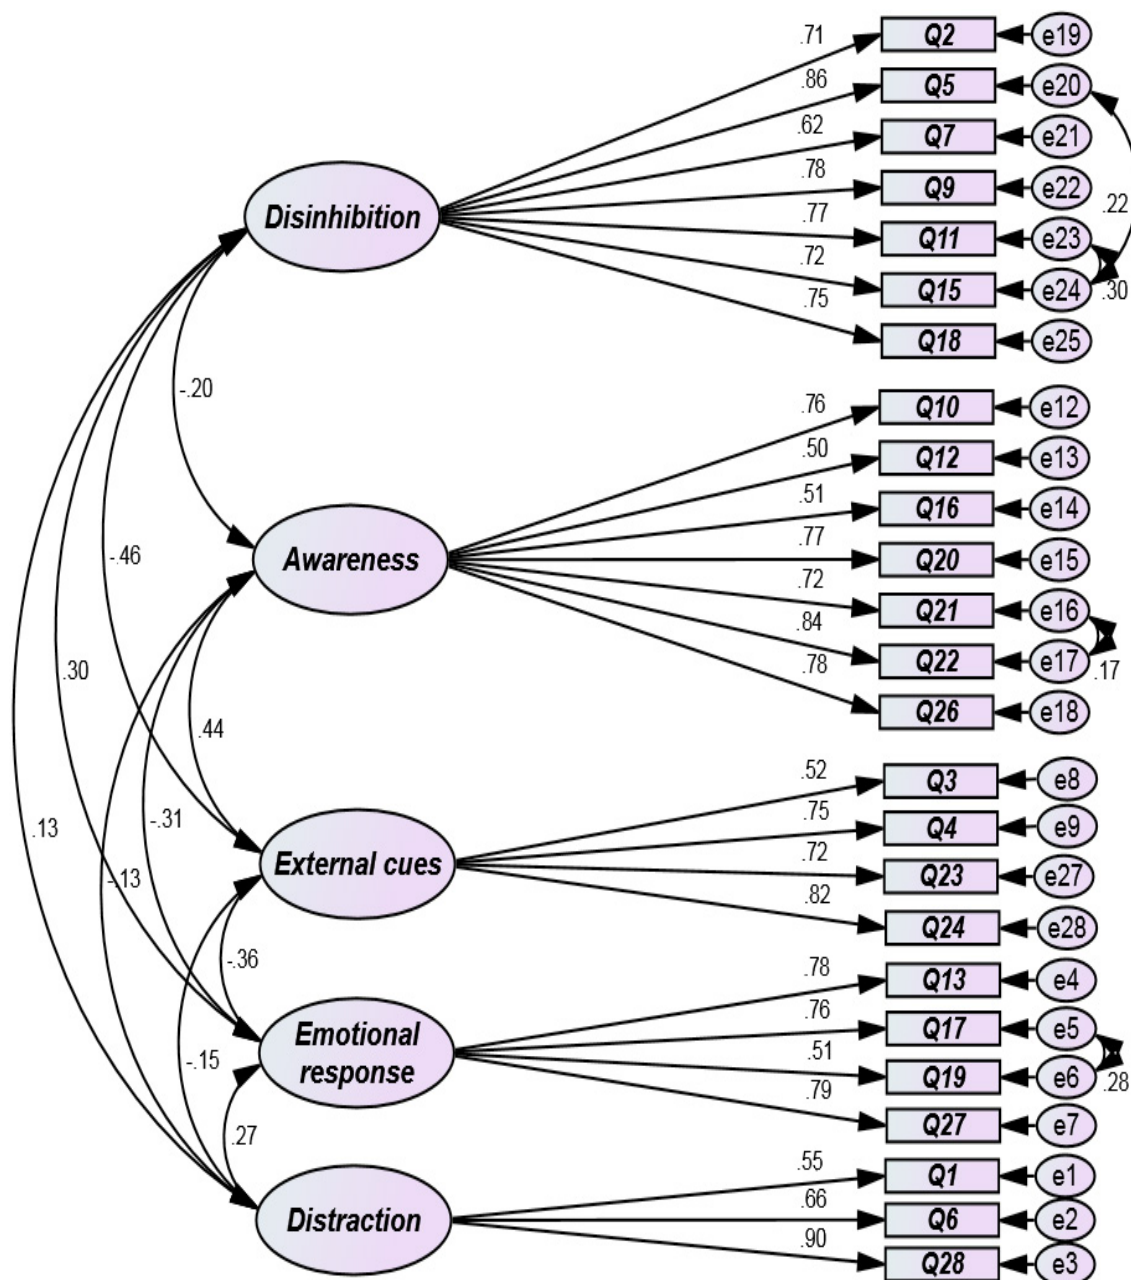 .71 Q2 e19
.86 Q5 e20
.62 Q7 e21
.78 Q9 e22
.22
Disinhibition
.77 Q11 e23
.72 Q15 e24
.30
.75 Q18 e25
-.20
.76 Q10 e12
.50 Q12 e13
.51 Q16 e14
-.46
Awareness
.77 Q20 e15
.72 Q21 e16
.84 Q22 e17
.17
.78 Q26 e18
.30
.44
.52 Q3 e8
.75 Q4 e9
.13
-.31
External cues
.72 Q23 e27
-.13
.82 Q24 e28
-.36
.78 Q13 e4
.76 Q17 e5
Emotional
response
-.15
.51 Q19 e6
.28
.79 Q27 e7
.27
.55 Q1 e1
Distraction
.66 Q6 e2
.90 Q28 e3